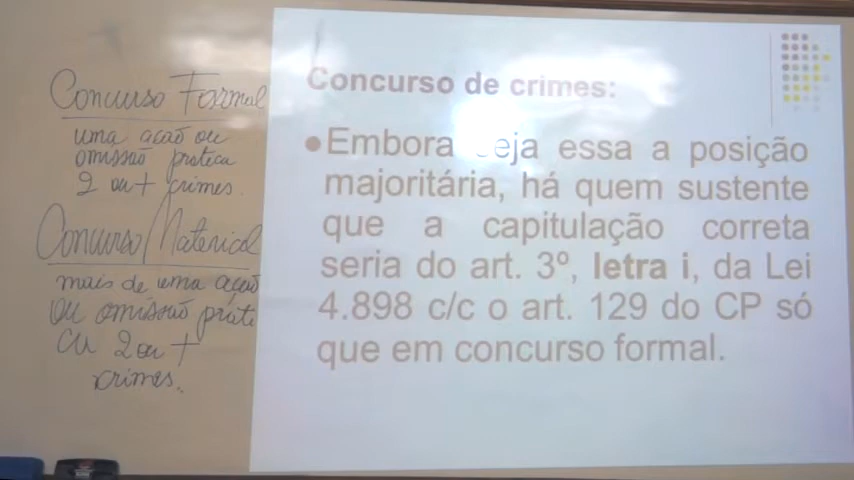 Concurso Formal
uma ação ou
omissão pratica
2 ou + crimes.
Concurso Material
mais de uma ação
ou omissão práti
ca 2 ou +
crimes.
Concurso de crimes:
Embora seja essa a posição
majoritária, há quem sustente
que a capitulação correta
seria do art. 3º, letra i, da Lei
4.898 c/c o art. 129 do CP só
que em concurso formal.